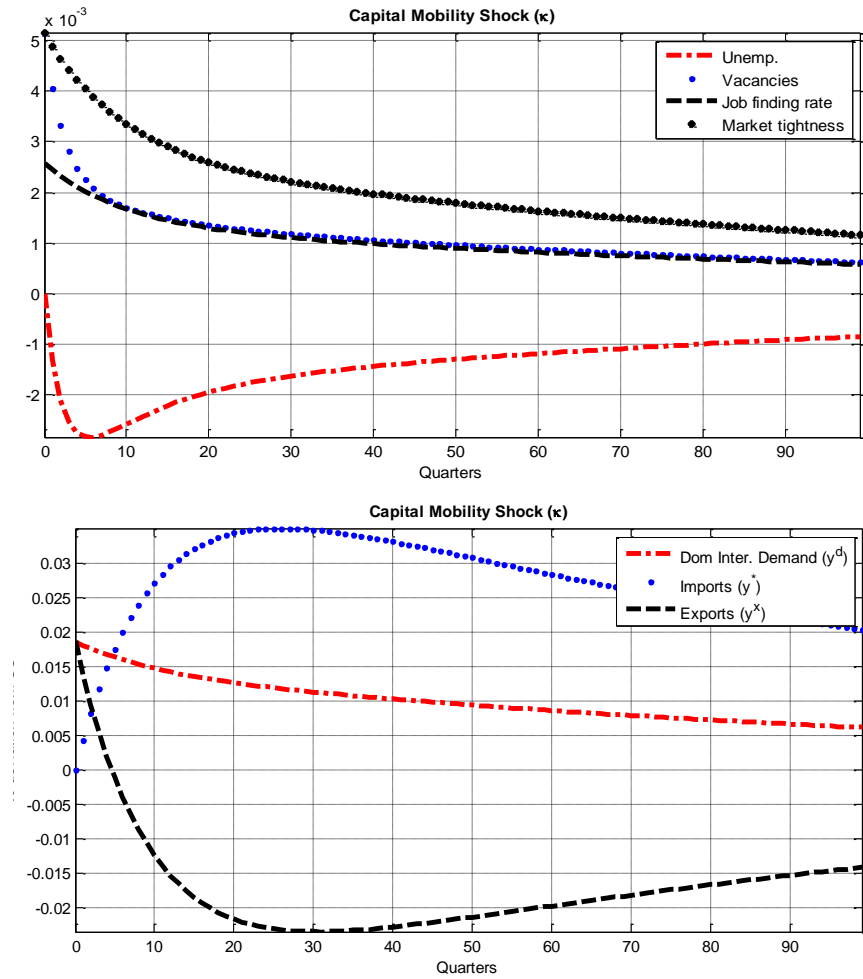 Capital Mobility Shock (κ)
x 10^-3
5
4
3
2
1
0
-1
-2
0 10 20 30 40 50 60 70 80 90
Quarters
Unemp.
Vacancies
Job finding rate
Market tightness
Capital Mobility Shock (κ)
0.03
0.025
0.02
0.015
0.01
0.005
0
-0.005
-0.01
-0.015
-0.02
0 10 20 30 40 50 60 70 80 90
Quarters
Dom Inter. Demand (y^d)
Imports (y^*)
Exports (y^x)